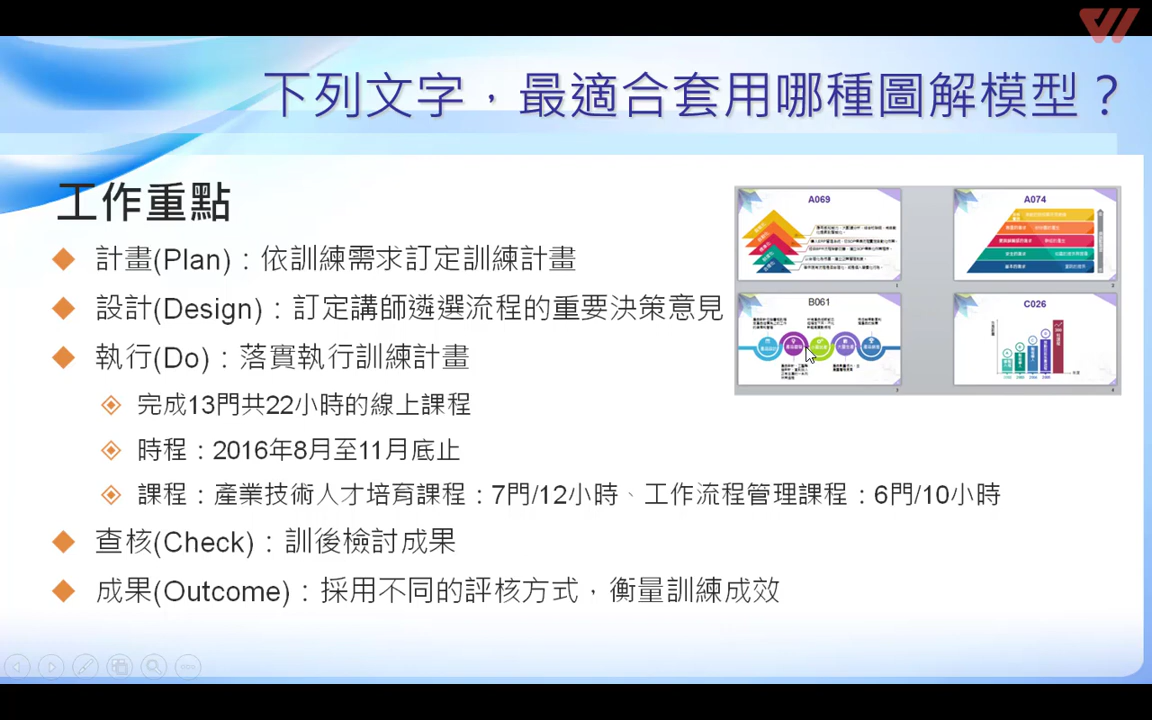 下列文字，最適合套用哪種圖解模型？
工作重點
計畫(Plan)：依訓練需求訂定訓練計畫
設計(Design)：訂定講師遴選流程的重要決策意見
執行(Do)：落實執行訓練計畫
完成13門共22小時的線上課程
時程：2016年8月至11月底止
課程：產業技術人才培育課程：7門/12小時、工作流程管理課程：6門/10小時
查核(Check)：訓後檢討成果
成果(Outcome)：採用不同的評核方式，衡量訓練成效
A069
A074
B061
C026